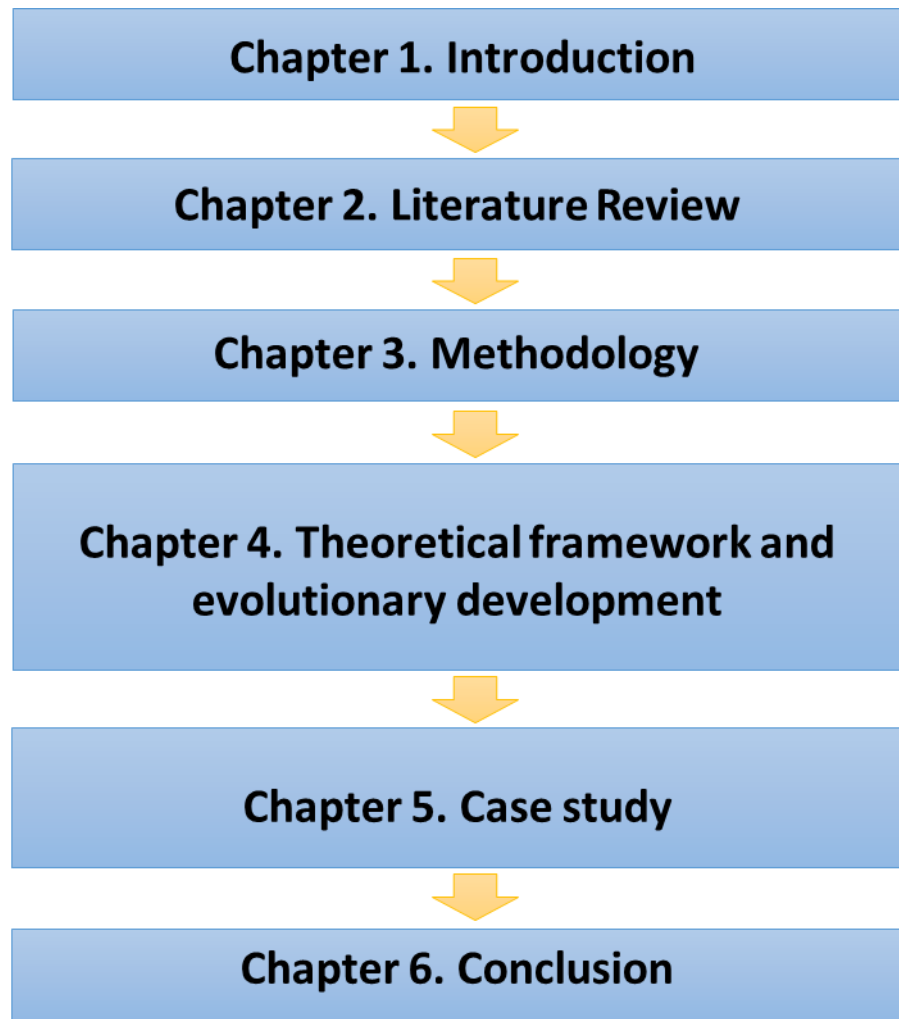 Chapter 1. Introduction
Chapter 2. Literature Review
Chapter 3. Methodology
Chapter 4. Theoretical framework and
evolutionary development
Chapter 5. Case study
Chapter 6. Conclusion